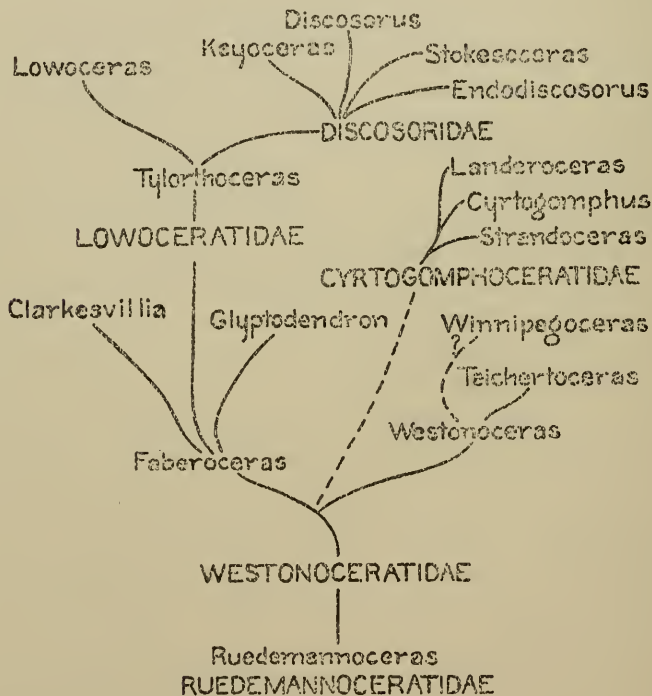 Discosorus
Kayoceras
Stokesoceras
Lowoceras
Endodiscosorus
DISCOSORIDAE
Landeroceras
Tylorthoceras
Cyrtogomphus
LOWOCERATIDAE
Strandoceras
CYRTOGOMPHOCERATIDAE
Clarkesvillia
Glyptodendron
Winnipegoceras
?
Teichertoceras
Westonoceras
Faberoceras
WESTONOCERATIDAE
Ruedemannoceras
RUEDEMANNOCERATIDAE